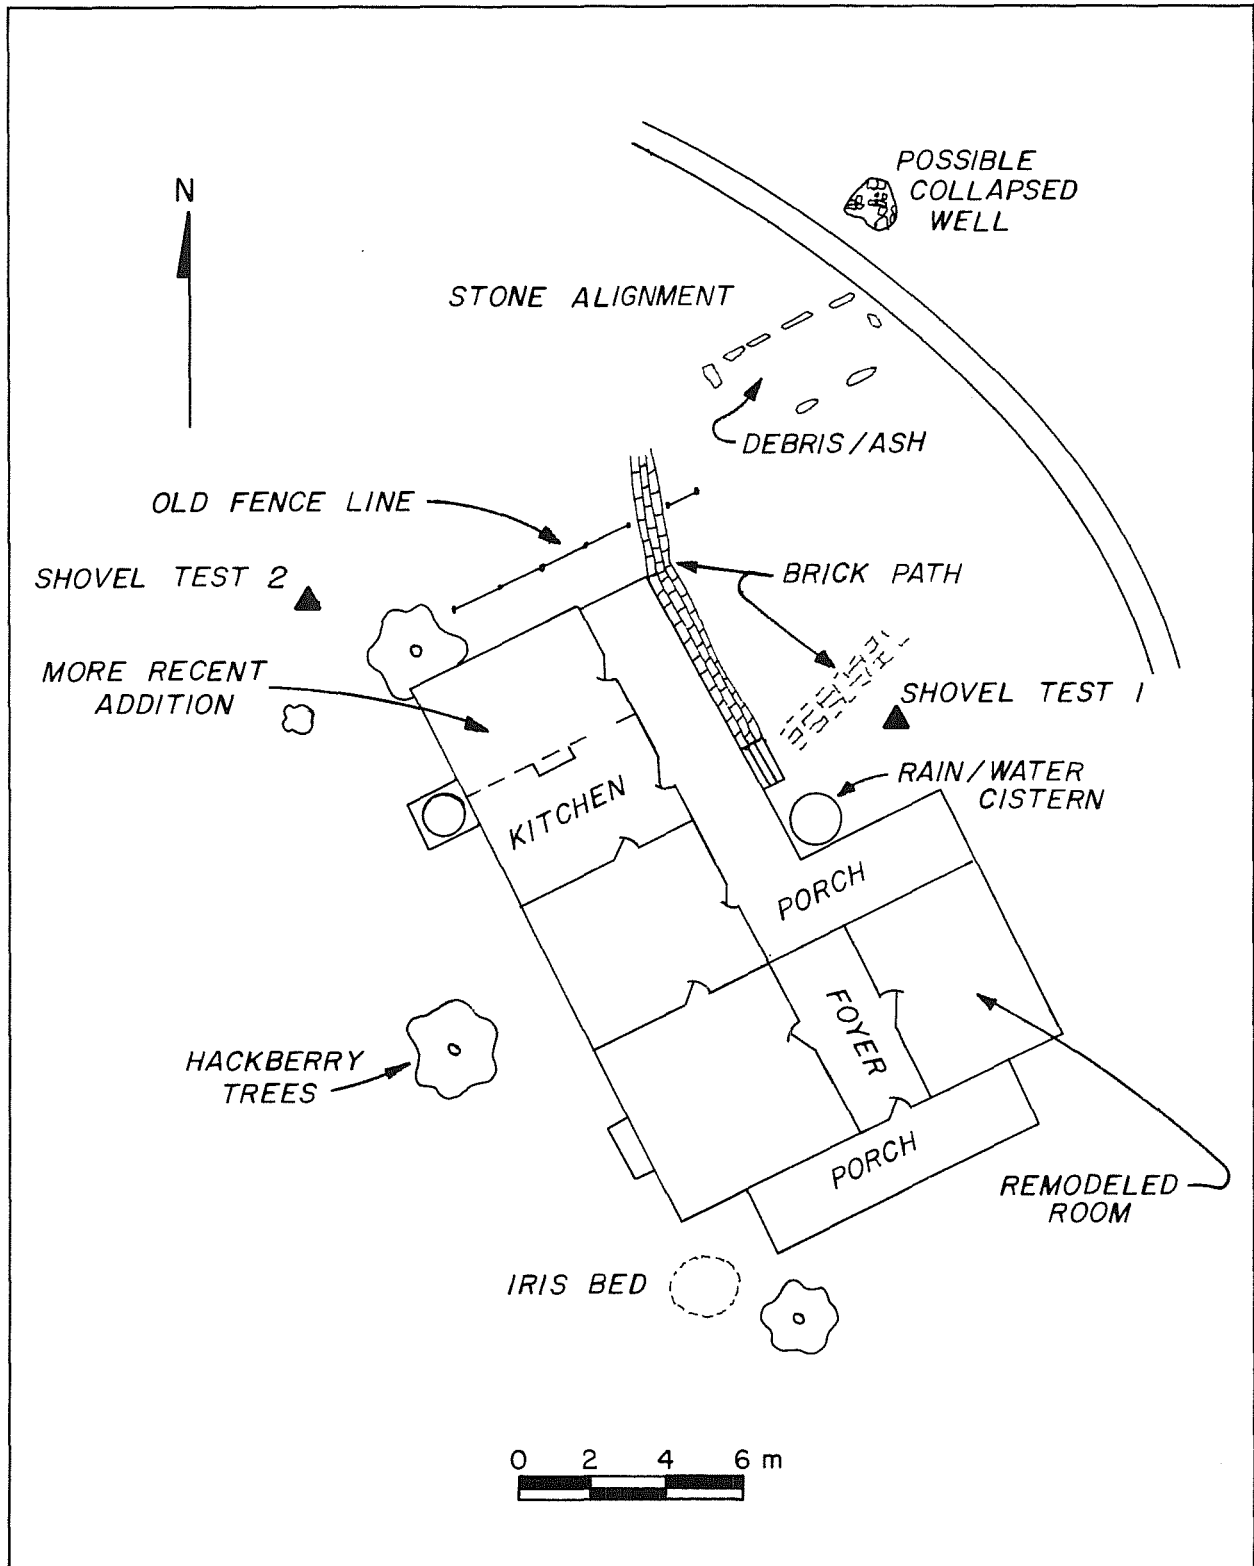 POSSIBLE
COLLAPSED
WELL
N
STONE ALIGNMENT
DEBRIS/ASH
OLD FENCE LINE
SHOVEL TEST 2
BRICK PATH
MORE RECENT
ADDITION
SHOVEL TEST 1
RAIN/WATER
CISTERN
KITCHEN
PORCH
FOYER
HACKBERRY
TREES
PORCH
REMODELED
ROOM
IRIS BED
0 2 4 6 m